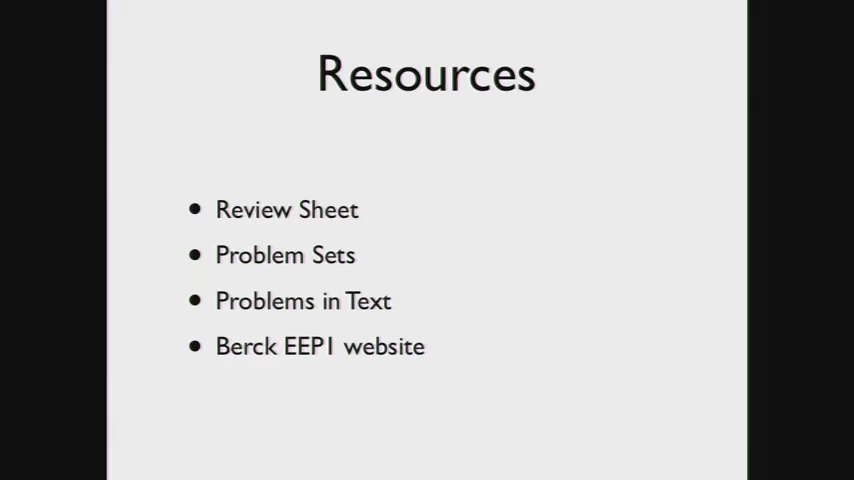 Resources
• Review Sheet
• Problem Sets
• Problems in Text
• Berck EEP1 website